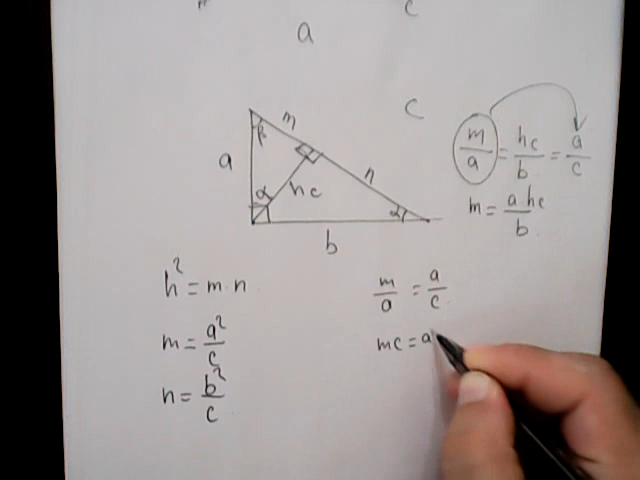 c
a
m
c
β
a
n
α
hc
α
b
m/a = hc/b = a/c
m = a hc/b
h² = m·n
m = a²/c
n = b²/c
m/a = a/c
mc = a